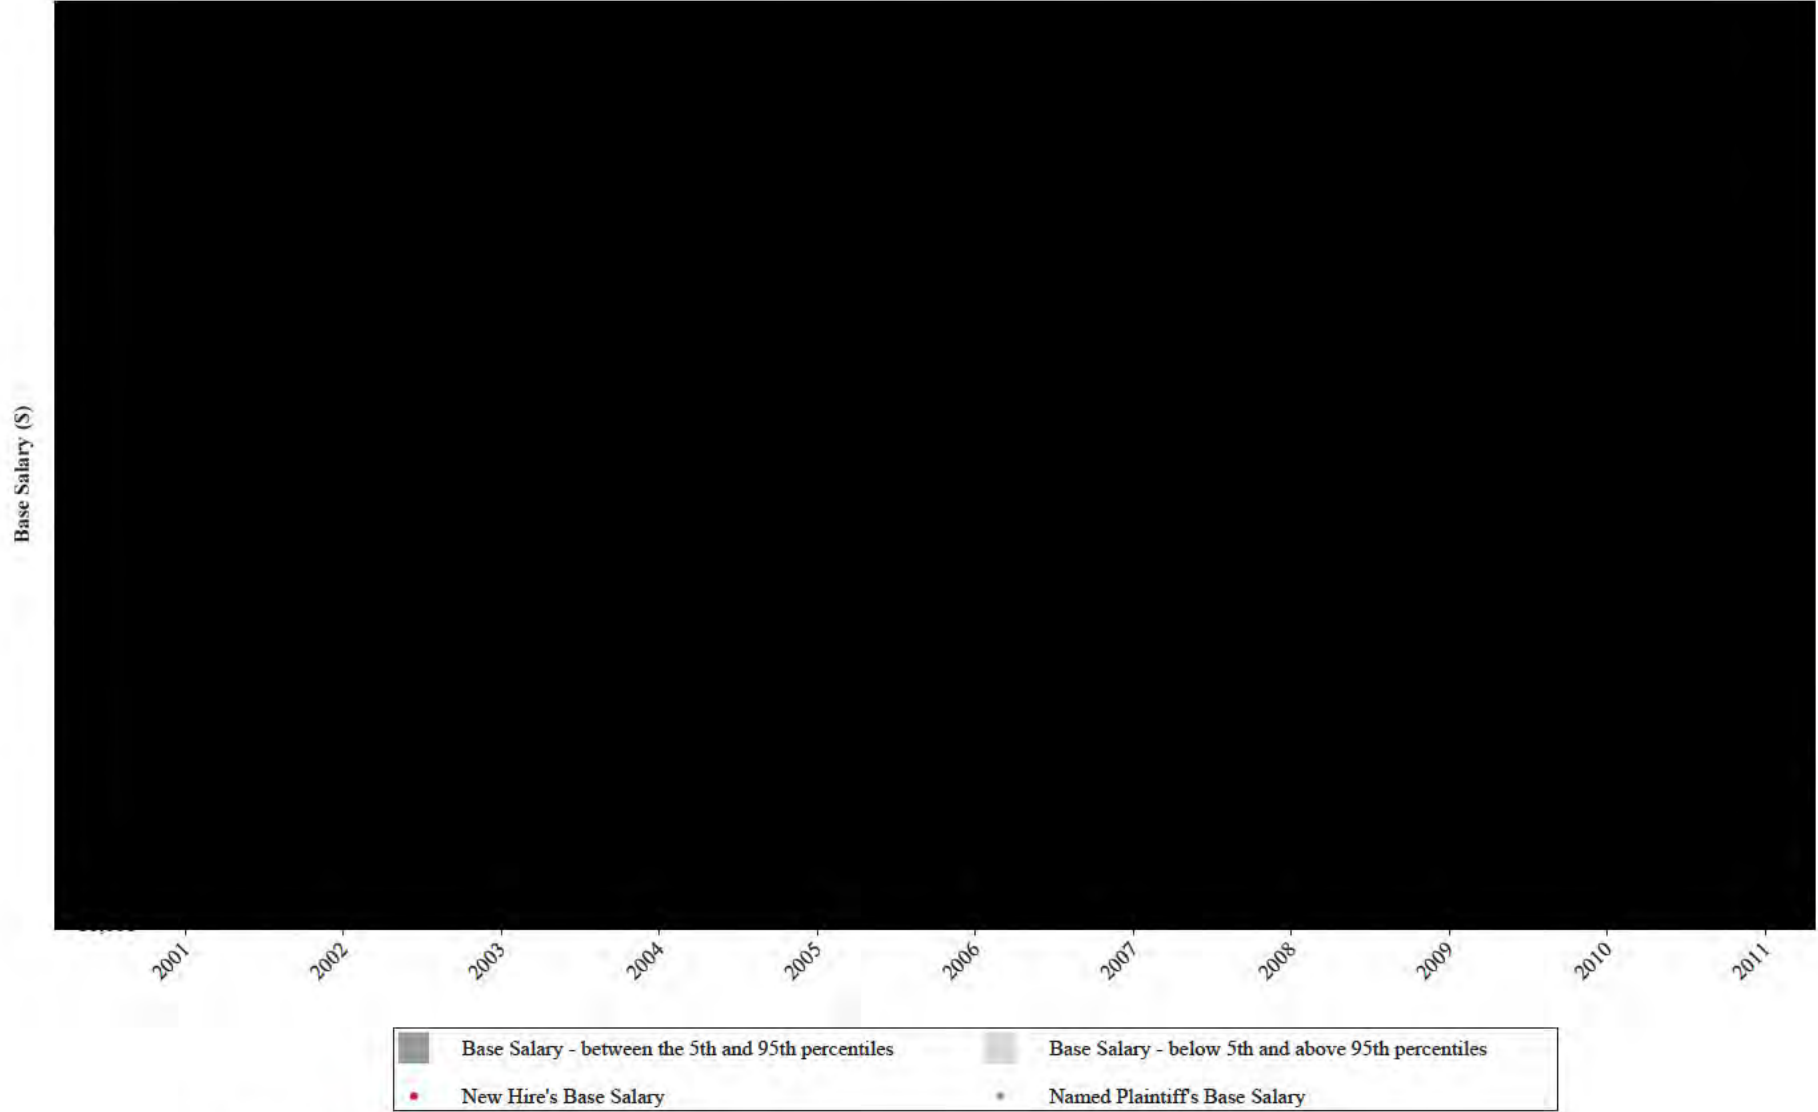 Base Salary ($)
2001 2002 2003 2004 2005 2006 2007 2008 2009 2010 2011
Base Salary - between the 5th and 95th percentiles Base Salary - below 5th and above 95th percentiles
New Hire's Base Salary Named Plaintiff's Base Salary